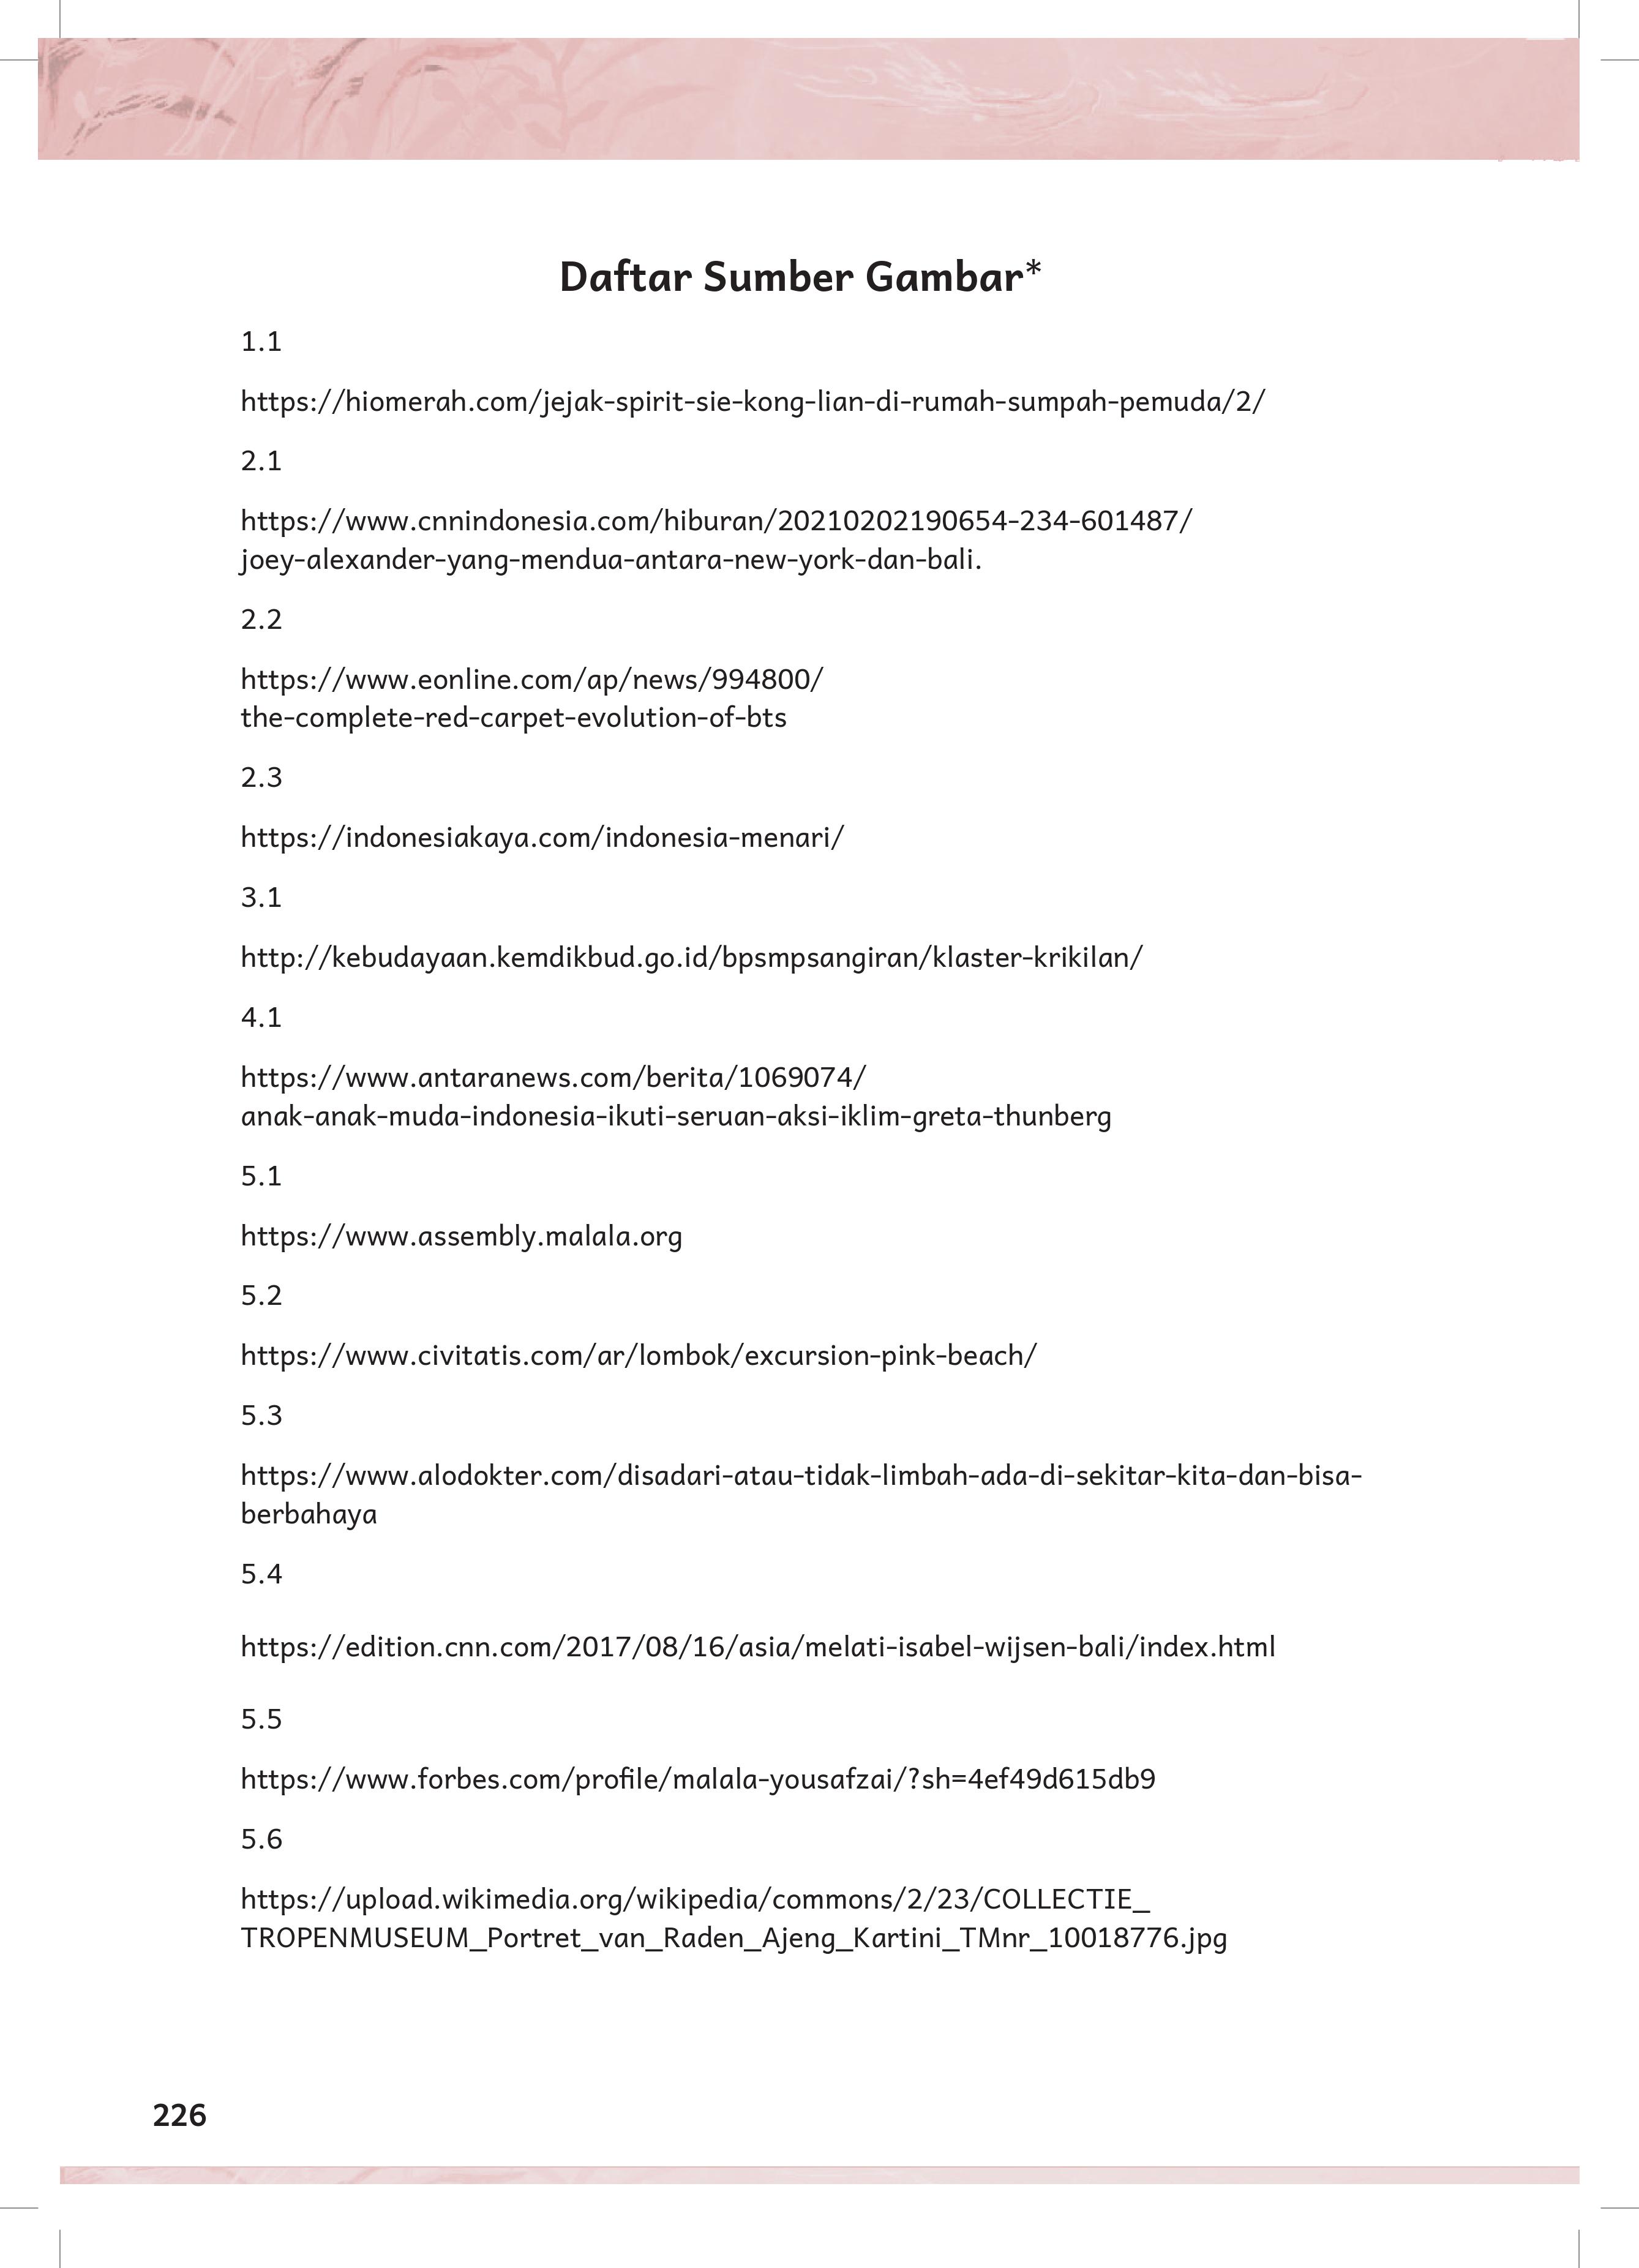 Daftar Sumber Gambar*
1.1
https://hiomerah.com/jejak-spirit-sie-kong-lian-di-rumah-sumpah-pemuda/2/
2.1
https://www.cnnindonesia.com/hiburan/20210202190654-234-601487/
joey-alexander-yang-mendua-antara-new-york-dan-bali.
2.2
https://www.eonline.com/ap/news/994800/
the-complete-red-carpet-evolution-of-bts
2.3
https://indonesiakaya.com/indonesia-menari/
3.1
http://kebudayaan.kemdikbud.go.id/bpsmpsangiran/klaster-krikilan/
4.1
https://www.antaranews.com/berita/1069074/
anak-anak-muda-indonesia-ikuti-seruan-aksi-iklim-greta-thunberg
5.1
https://www.assembly.malala.org
5.2
https://www.civitatis.com/ar/lombok/excursion-pink-beach/
5.3
https://www.alodokter.com/disadari-atau-tidak-limbah-ada-di-sekitar-kita-dan-bisa-
berbahaya
5.4
https://edition.cnn.com/2017/08/16/asia/melati-isabel-wijsen-bali/index.html
5.5
https://www.forbes.com/profile/malala-yousafzai/?sh=4ef49d615db9
5.6
https://upload.wikimedia.org/wikipedia/commons/2/23/COLLECTIE_
TROPENMUSEUM_Portret_van_Raden_Ajeng_Kartini_TMnr_10018776.jpg
226